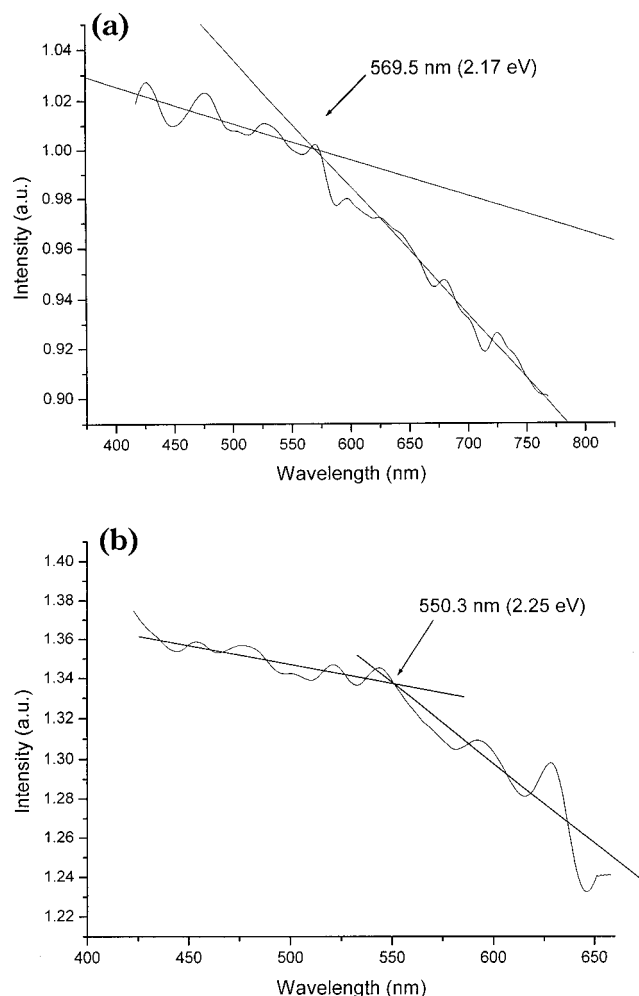 (a)
569.5 nm (2.17 eV)
1.04
1.02
1.00
0.98
0.96
0.94
0.92
0.90
Intensity (a.u.)
400 450 500 550 600 650 700 750 800
Wavelength (nm)
(b)
550.3 nm (2.25 eV)
1.40
1.38
1.36
1.34
1.32
1.30
1.28
1.26
1.24
1.22
Intensity (a.u.)
400 450 500 550 600 650
Wavelength (nm)